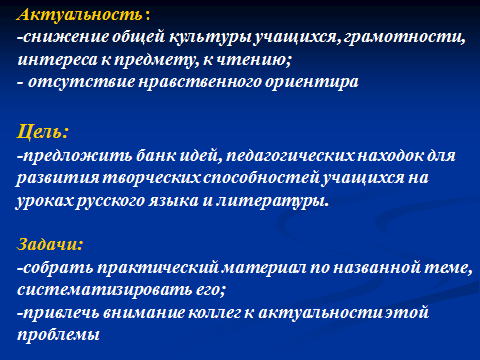 Актуальность :
-снижение общей культуры учащихся, грамотности,
интереса к предмету, к чтению;
- отсутствие нравственного ориентира
Цель:
-предложить банк идей, педагогических находок для
развития творческих способностей учащихся на
уроках русского языка и литературы.
Задачи:
-собрать практический материал по названной теме,
систематизировать его;
-привлечь внимание коллег к актуальности этой
проблемы